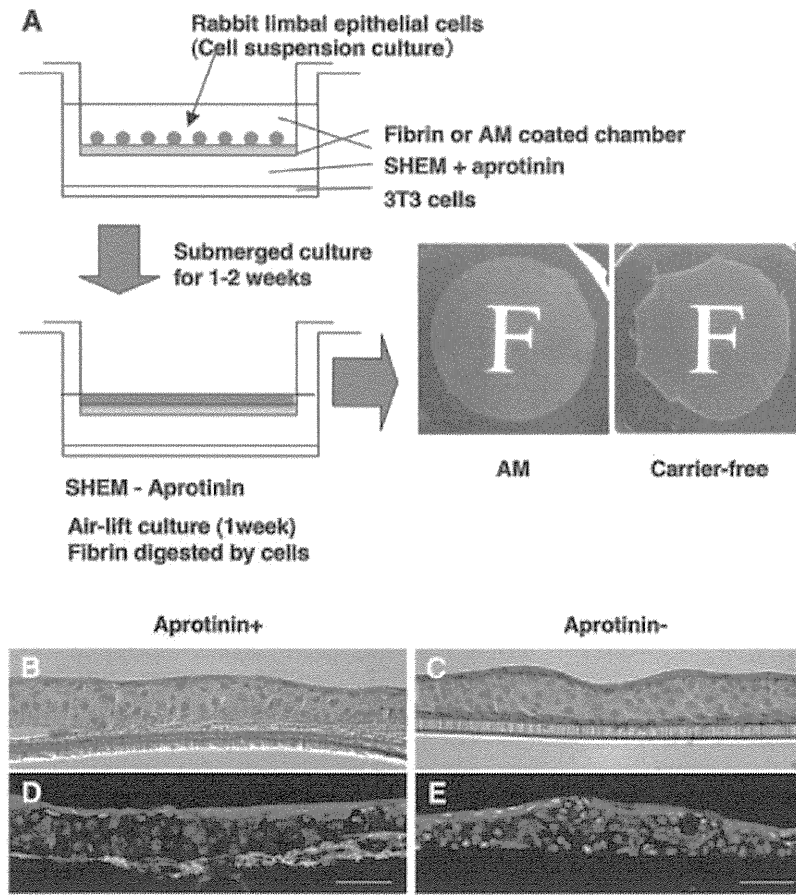 A
Rabbit limbal epithelial cells
(Cell suspension culture)
Fibrin or AM coated chamber
SHEM + aprotinin
3T3 cells
Submerged culture
for 1-2 weeks
F
F
AM
Carrier-free
SHEM - Aprotinin
Air-lift culture (1week)
Fibrin digested by cells
Aprotinin+
Aprotinin-
B
C
D
E